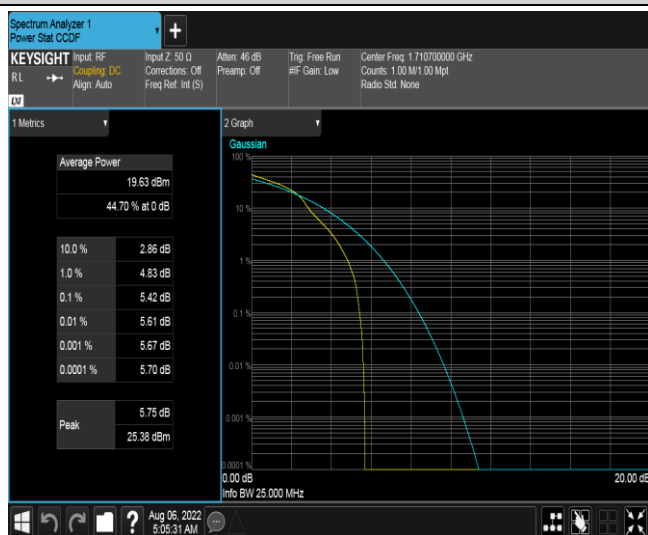 Spectrum Analyzer 1
Power Stat CCDF
KEYSIGHT
RL
Input: RF
Coupling: DC
Align: Auto
Input Z: 50 Ω
Corrections: Off
Freq Ref: Int (S)
Atten: 46 dB
Preamp: Off
Trig: Free Run
#IF Gain: Low
Center Freq: 1.710700000 GHz
Counts: 1.00 M/1.00 Mpt
Radio Std: None
LXI
1 Metrics
Average Power
19.63 dBm
44.70 % at 0 dB
10.0 % 2.86 dB
1.0 % 4.83 dB
0.1 % 5.42 dB
0.01 % 5.61 dB
0.001 % 5.67 dB
0.0001 % 5.70 dB
Peak
5.75 dB
25.38 dBm
2 Graph
Gaussian
100 %
10 %
1 %
0.1 %
0.01 %
0.001 %
0.0001 %
0.00 dB
20.00 dB
Info BW 25.000 MHz
?
Aug 06, 2022
5:05:31 AM